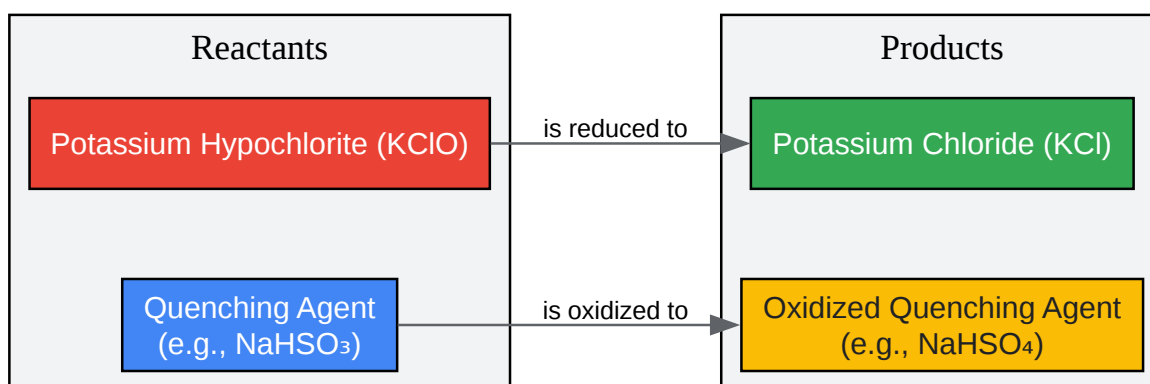 Reactants
Products
Potassium Hypochlorite (KClO)
is reduced to
Potassium Chloride (KCl)
Quenching Agent
(e.g., NaHSO₃)
is oxidized to
Oxidized Quenching Agent
(e.g., NaHSO₄)